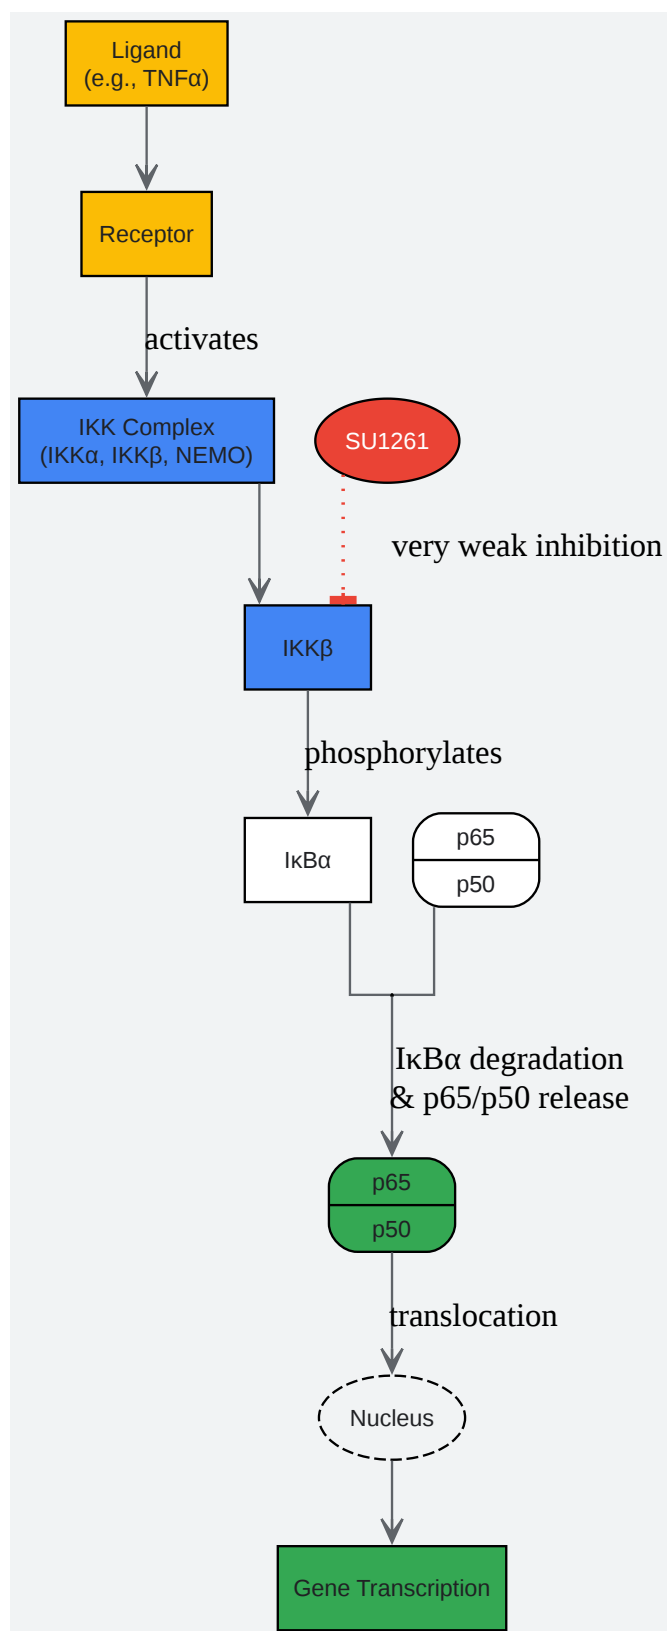 Ligand
(e.g., TNFα)
Receptor
activates
IKK Complex
(IKKα, IKKβ, NEMO)
SU1261
very weak inhibition
IKKβ
phosphorylates
IκBα
p65
p50
IκBα degradation
& p65/p50 release
p65
p50
translocation
Nucleus
Gene Transcription